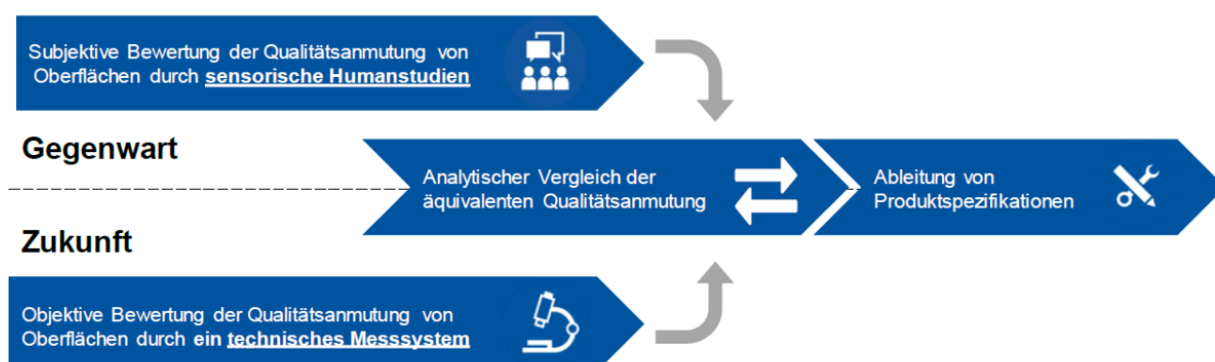 Subjektive Bewertung der Qualitätsanmutung von
Oberflächen durch sensorische Humanstudien
Gegenwart
Analytischer Vergleich der
äquivalenten Qualitätsanmutung
Ableitung von
Produktspezifikationen
Zukunft
Objektive Bewertung der Qualitätsanmutung von
Oberflächen durch ein technisches Messsystem